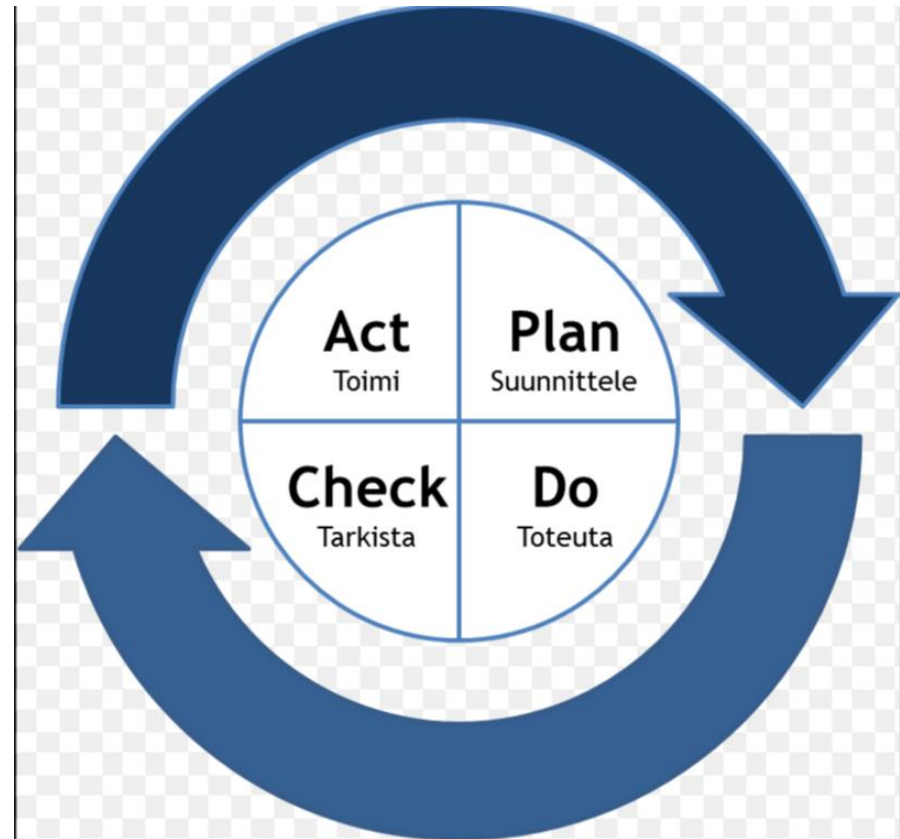 Act
Toimi
Plan
Suunnittele
Check
Tarkista
Do
Toteuta